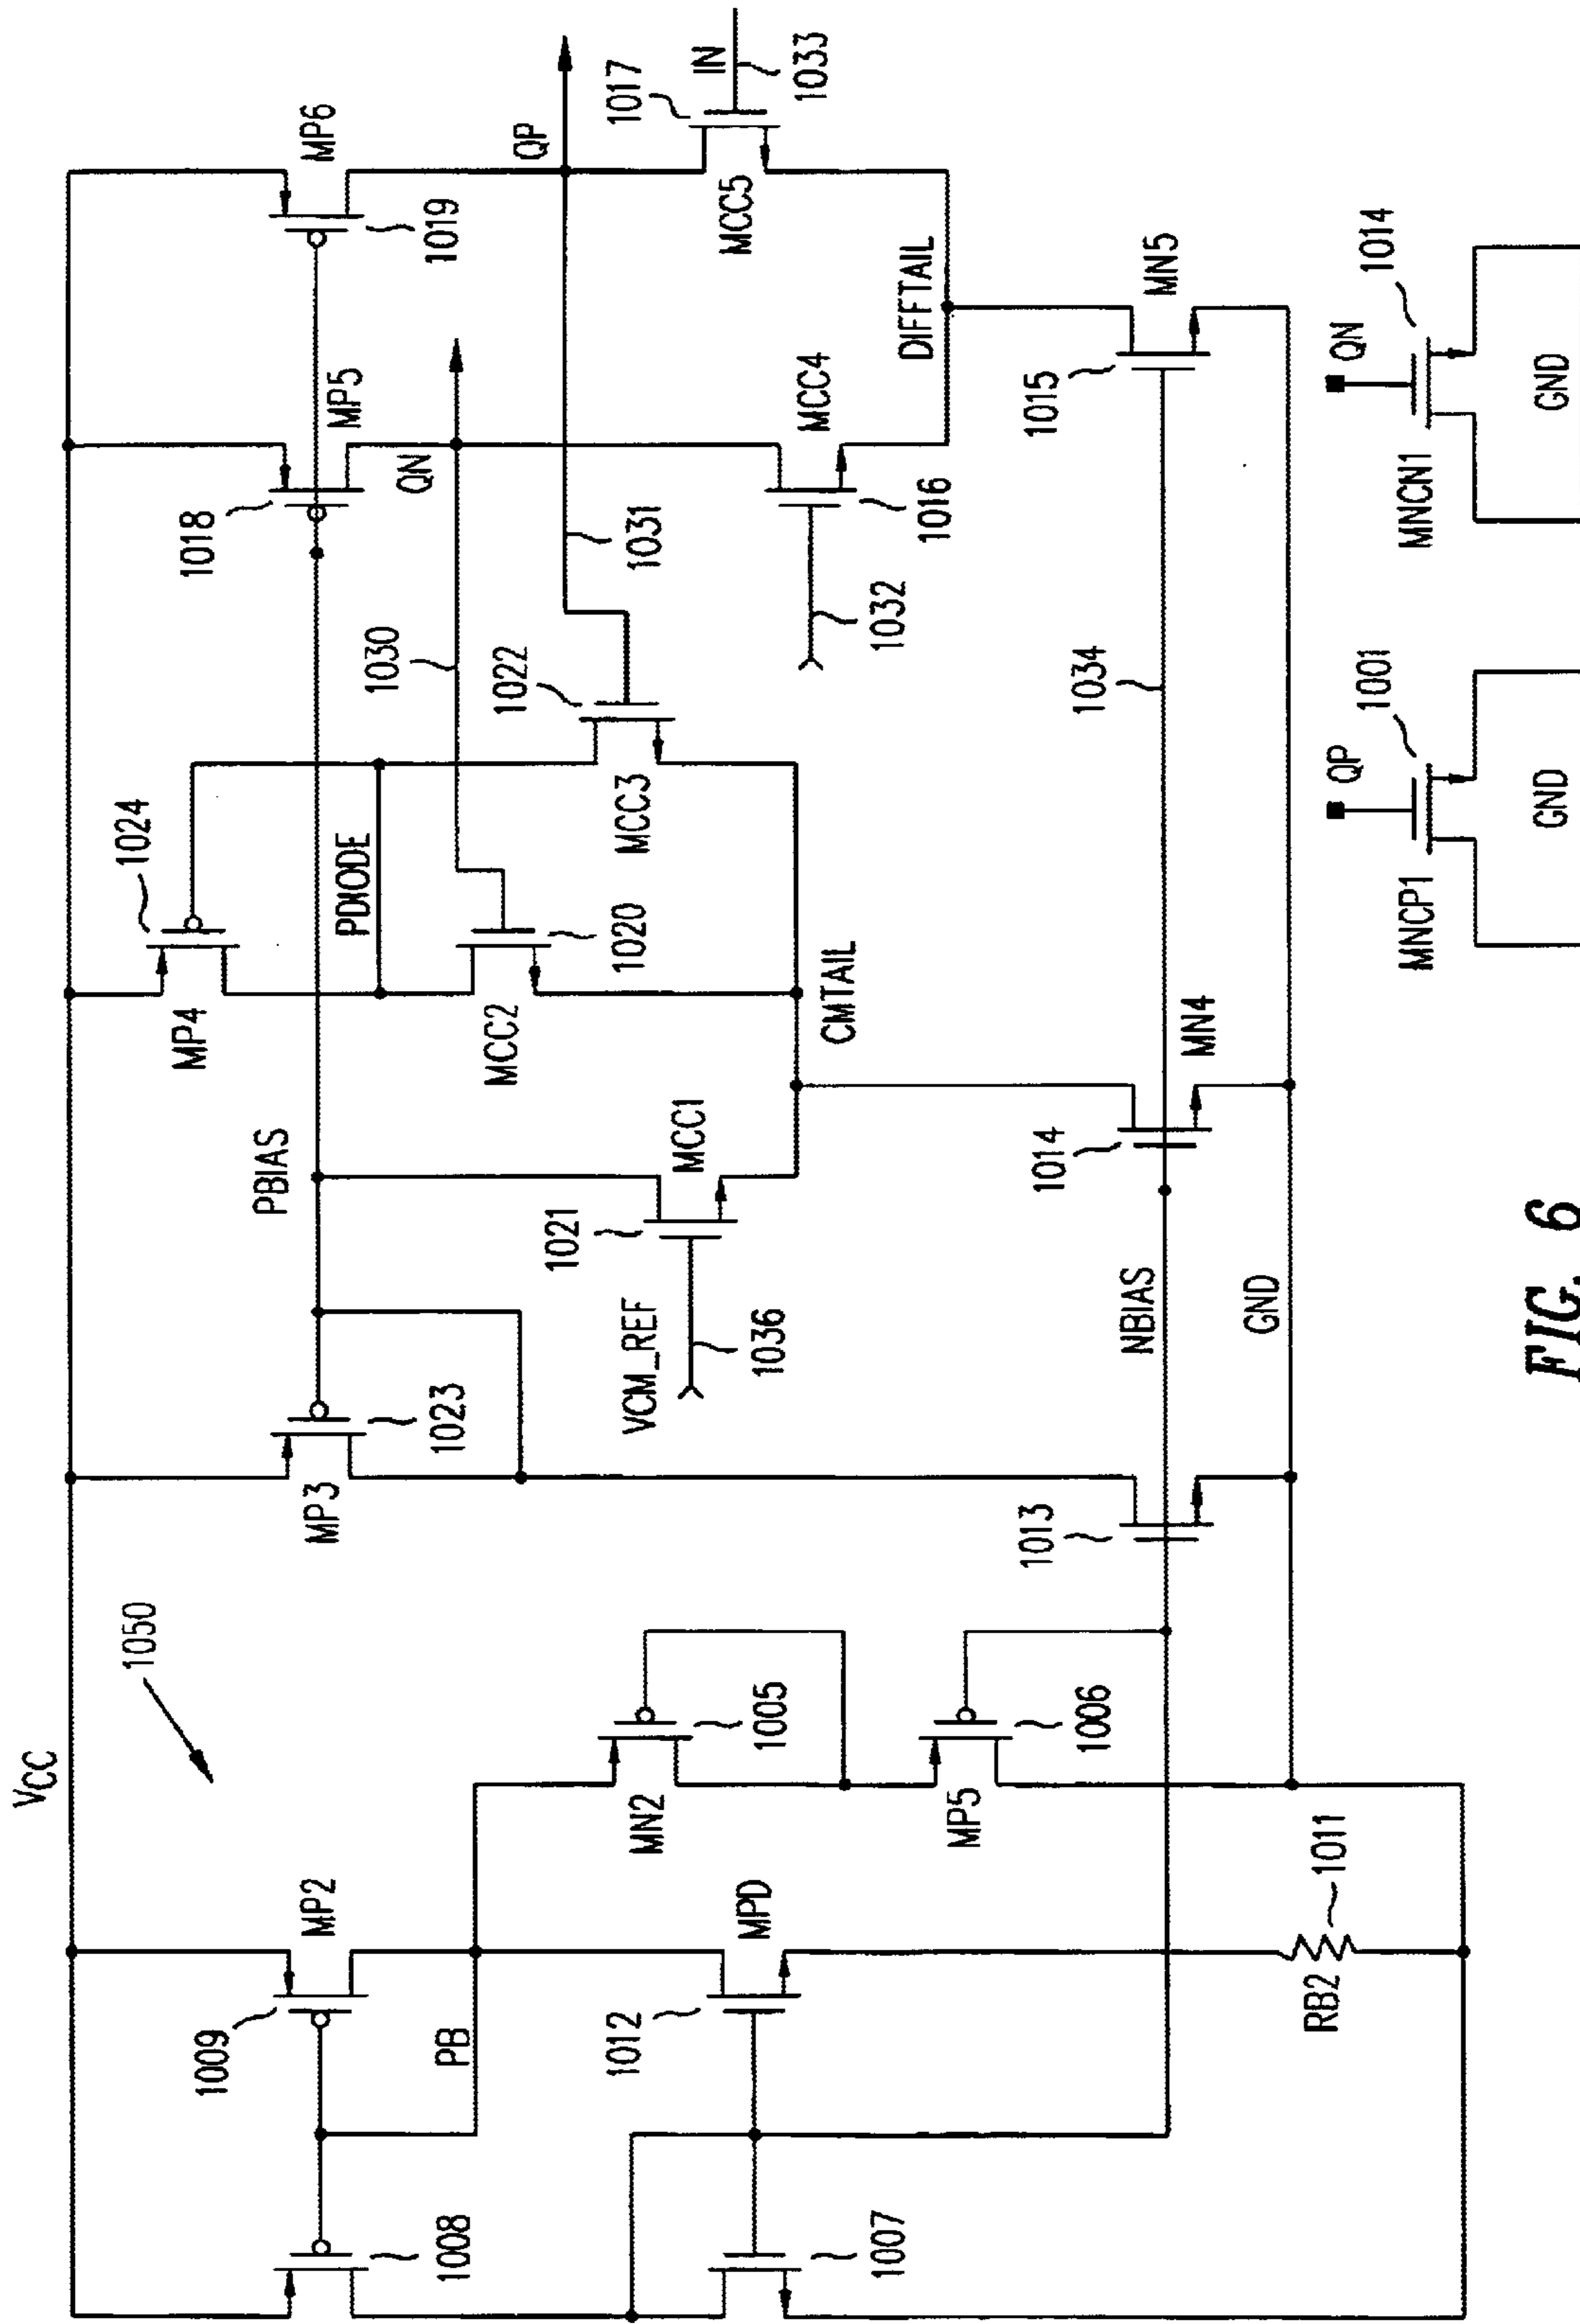 VCC
1050
1008
1009
MP2
PB
1007
1012
MPD
MN2
1005
MP5
1006
RB2
1011
MP3
1023
1013
PBIAS
VCM_REF
1036
1021
MCC1
NBIAS
GND
MP4
1024
PDIODE
MCC2
1020
CMTAIL
1014
MN4
1030
1022
MCC3
1018
MP5
QN
1031
1032
1016
MCC4
1034
DIFFTAIL
1015
MN5
MP6
1019
QP
1017
MCC5
IN
1033
MNCP1
QP
1001
GND
MNCN1
QN
1014
GND
FIG. 6